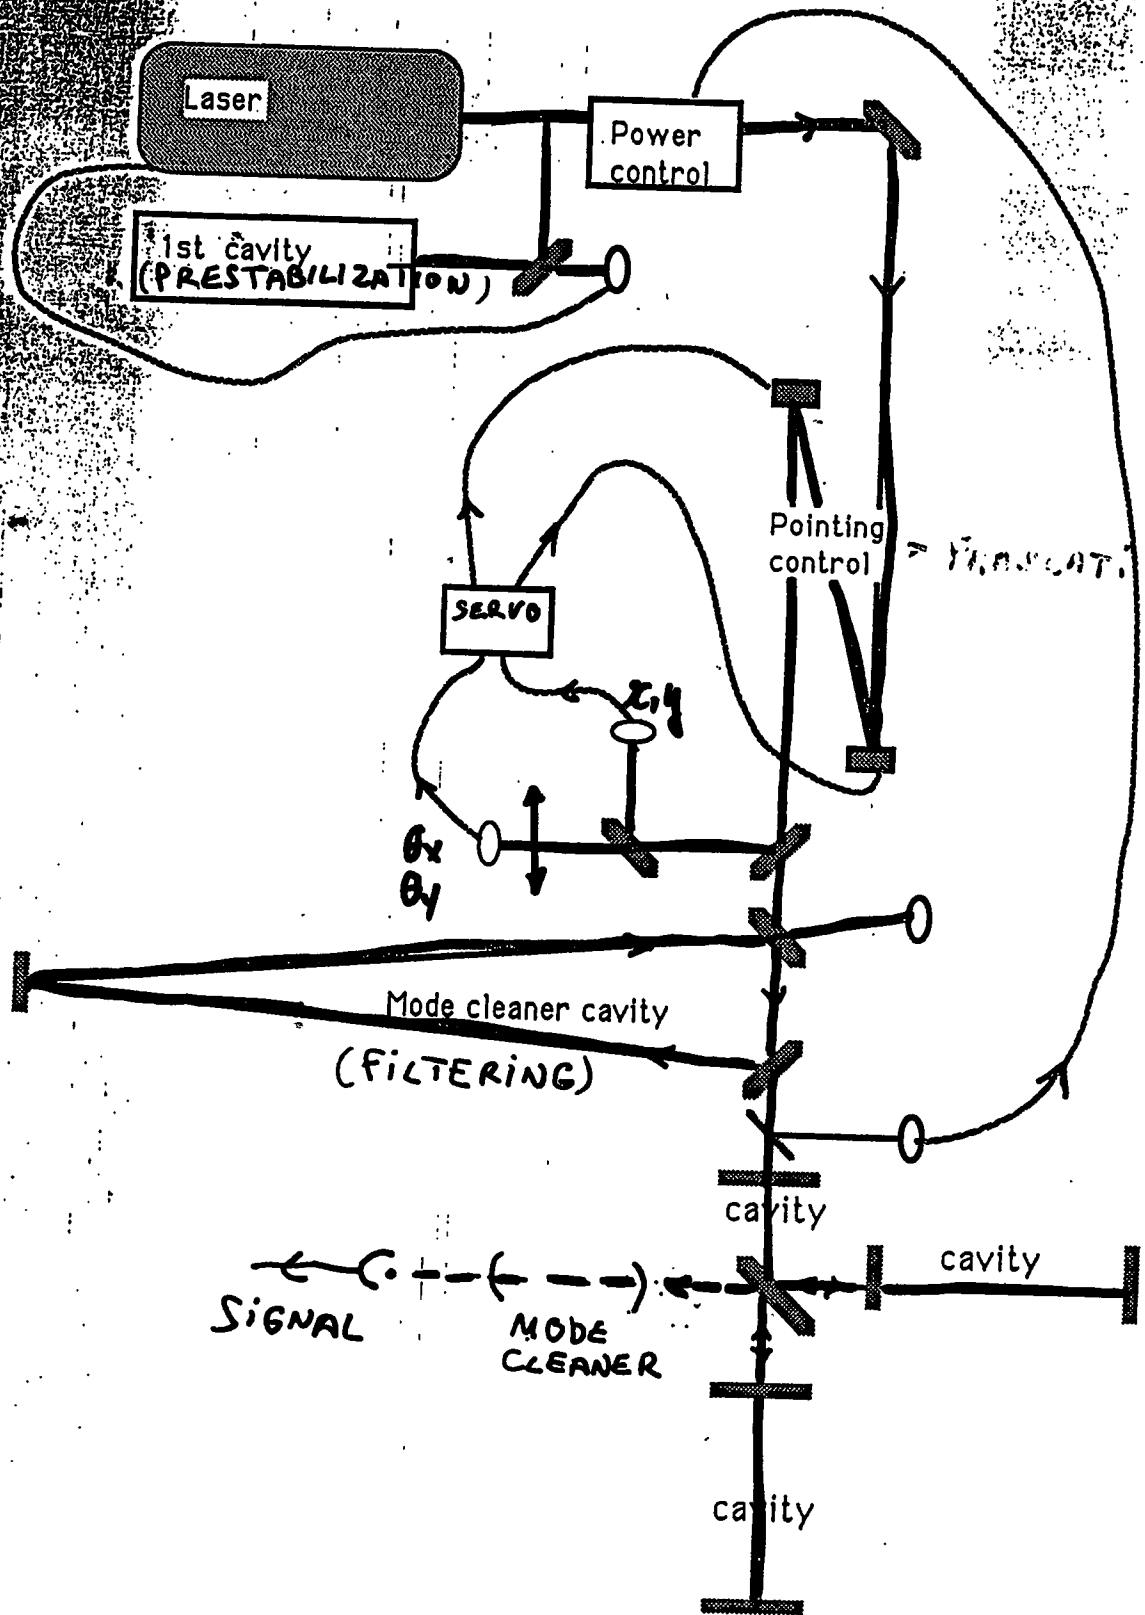 Laser
Power
control
1st cavity
(PRESTABILIZATION)
Pointing
control
SERVO
x,y
θx
θy
Mode cleaner cavity
(FiLTERiNG)
cavity
cavity
SiGNAL
MODE
CLEANER
cavity